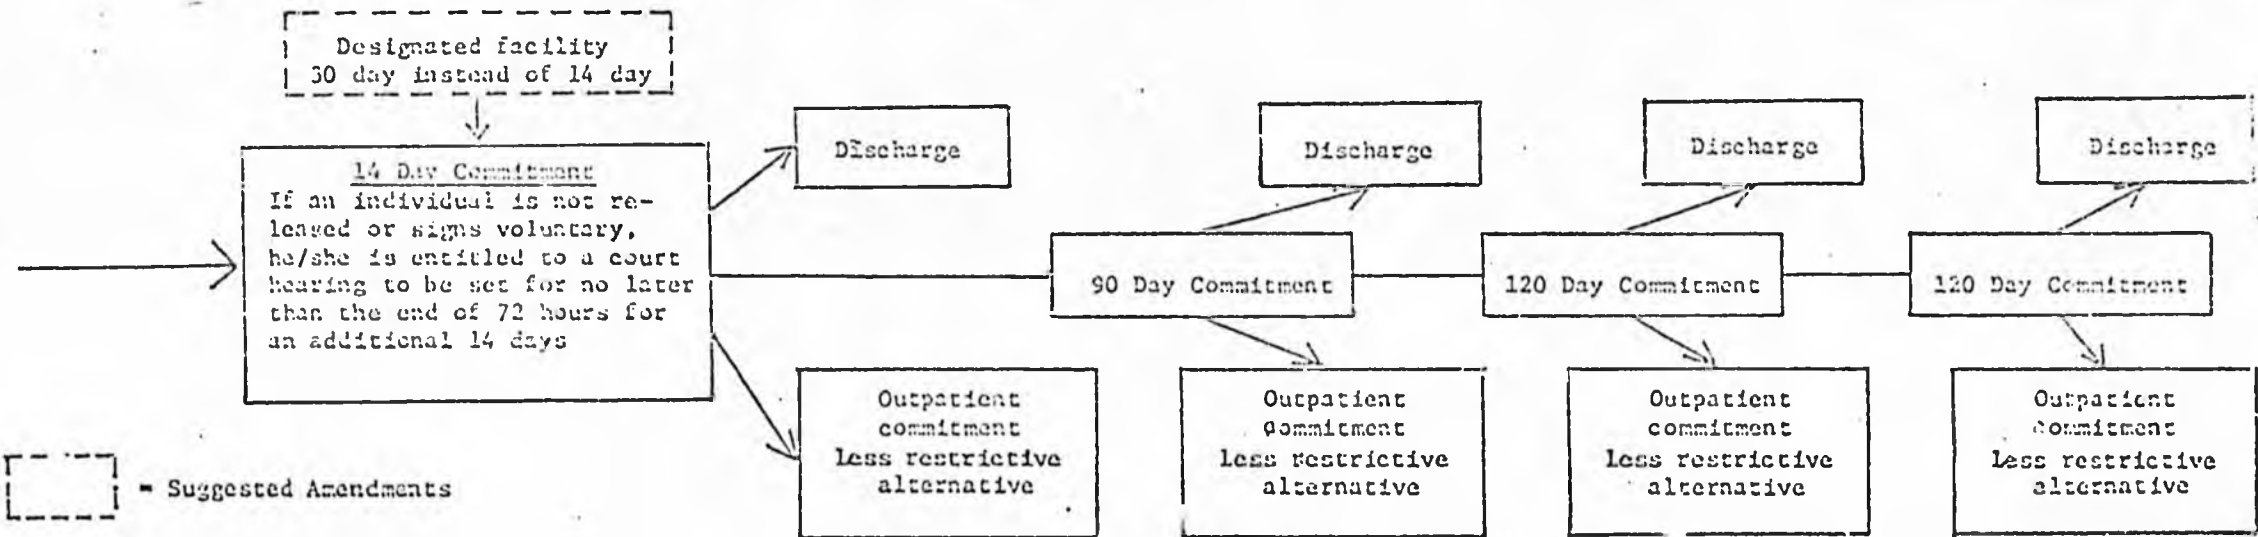 Designated facility
30 day instead of 14 day
14 Day Commitment
If an individual is not re-
leased or signs voluntary,
he/she is entitled to a court
hearing to be set for no later
than the end of 72 hours for
an additional 14 days
Discharge
Discharge
Discharge
Discharge
90 Day Commitment
120 Day Commitment
120 Day Commitment
Outpatient
commitment
Less restrictive
alternative
Outpatient
commitment
Less restrictive
alternative
Outpatient
commitment
Less restrictive
alternative
Outpatient
commitment
Less restrictive
alternative
= Suggested Amendments